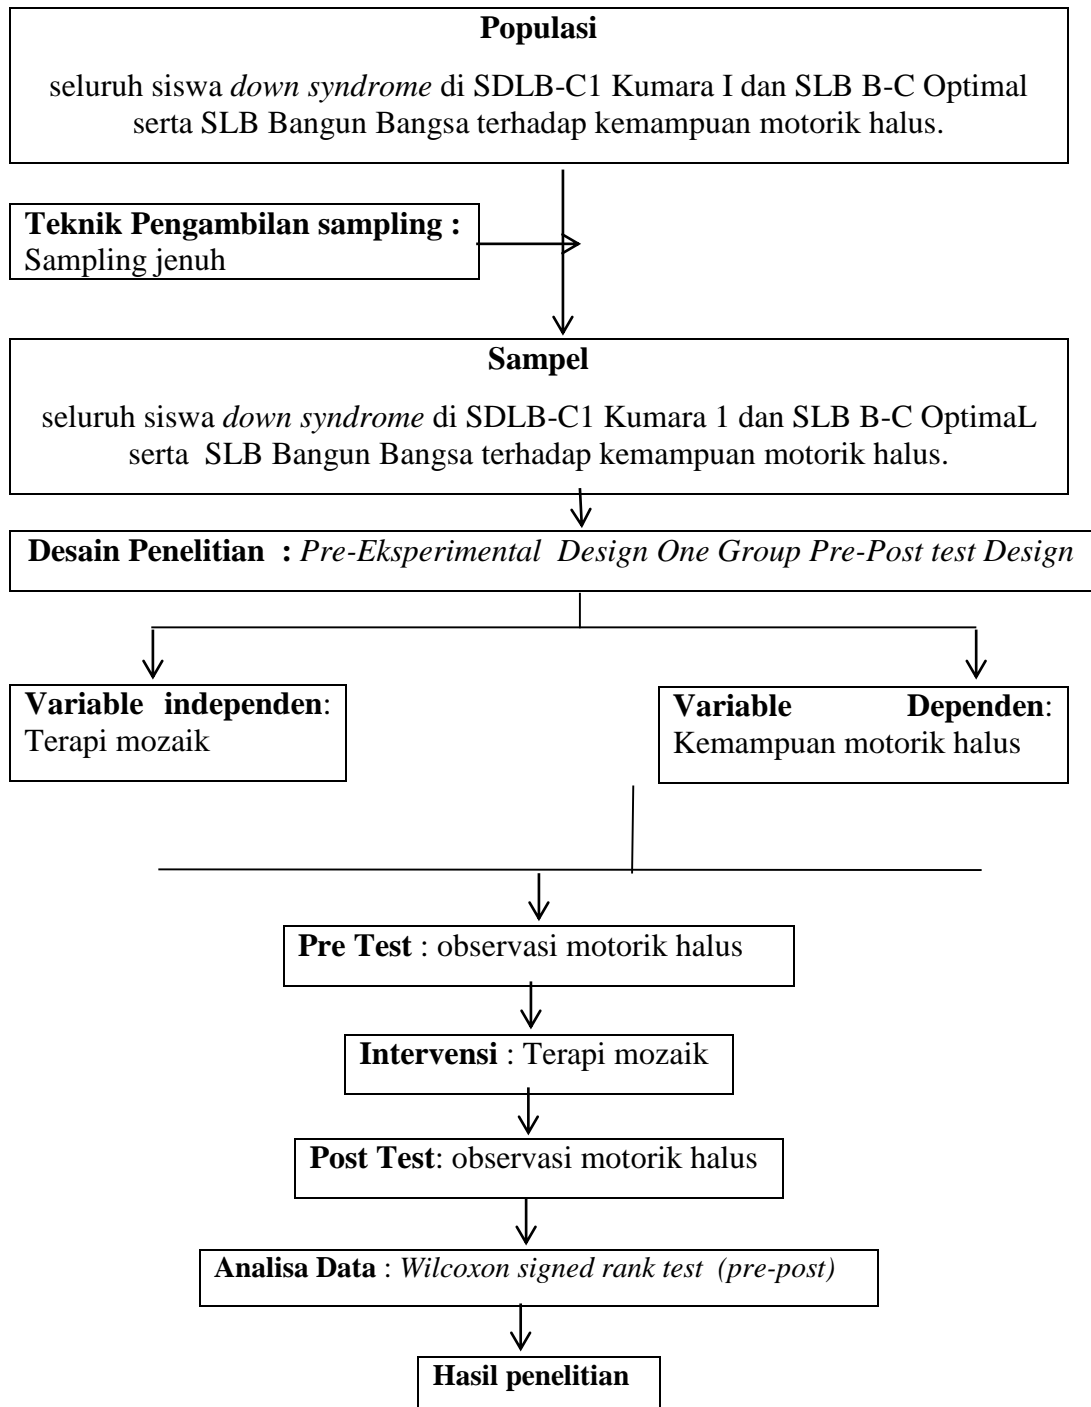 Populasi
seluruh siswa down syndrome di SDLB-C1 Kumara I dan SLB B-C Optimal
serta SLB Bangun Bangsa terhadap kemampuan motorik halus.
Teknik Pengambilan sampling :
Sampling jenuh
Sampel
seluruh siswa down syndrome di SDLB-C1 Kumara 1 dan SLB B-C OptimaL
serta SLB Bangun Bangsa terhadap kemampuan motorik halus.
Desain Penelitian : Pre-Eksperimental Design One Group Pre-Post test Design
Variable independen:
Terapi mozaik
Variable Dependen:
Kemampuan motorik halus
Pre Test : observasi motorik halus
Intervensi : Terapi mozaik
Post Test: observasi motorik halus
Analisa Data : Wilcoxon signed rank test (pre-post)
Hasil penelitian